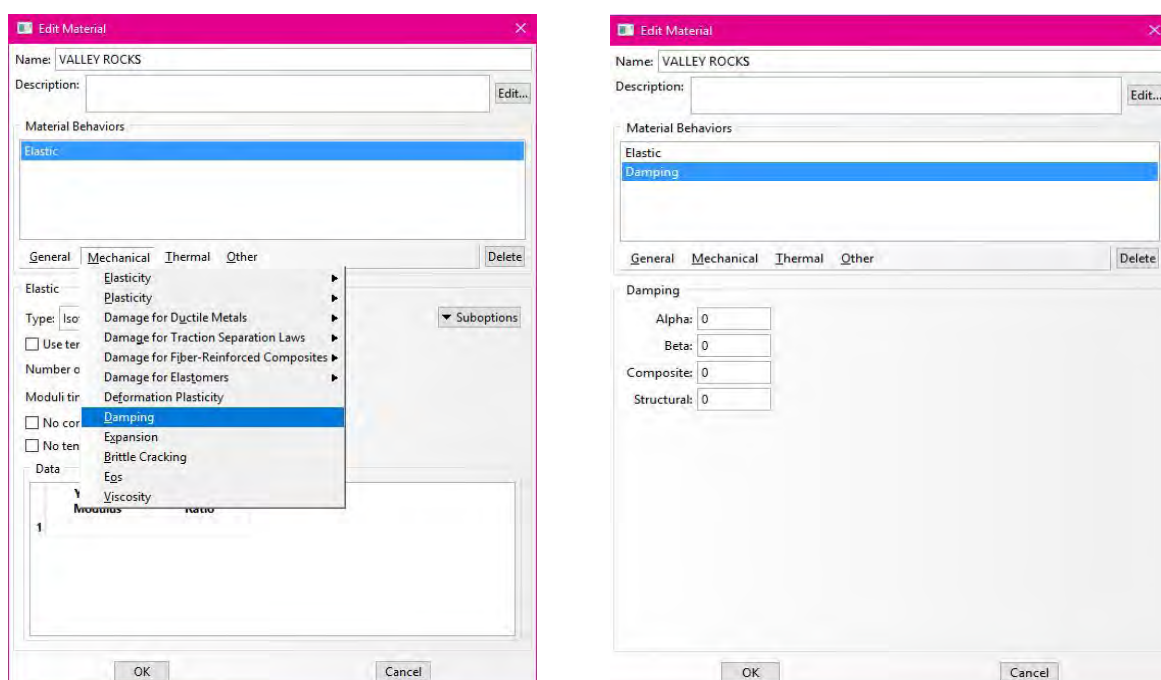 Edit Material
Name: VALLEY ROCKS
Description:
Edit...
Material Behaviors
Elastic
General Mechanical Thermal Other Delete
Elasticity
Plasticity
Damage for Ductile Metals
Damage for Traction Separation Laws
Damage for Fiber-Reinforced Composites
Damage for Elastomers
Deformation Plasticity
Damping
Expansion
Brittle Cracking
Eos
Viscosity
Elastic
Type: Iso
Suboptions
Use ter
Number o
Moduli tir
No cor
No ten
Data
Y
Modulus Ratio
1
OK Cancel
Edit Material
Name: VALLEY ROCKS
Description:
Edit...
Material Behaviors
Elastic
Damping
General Mechanical Thermal Other Delete
Damping
Alpha: 0
Beta: 0
Composite: 0
Structural: 0
OK Cancel